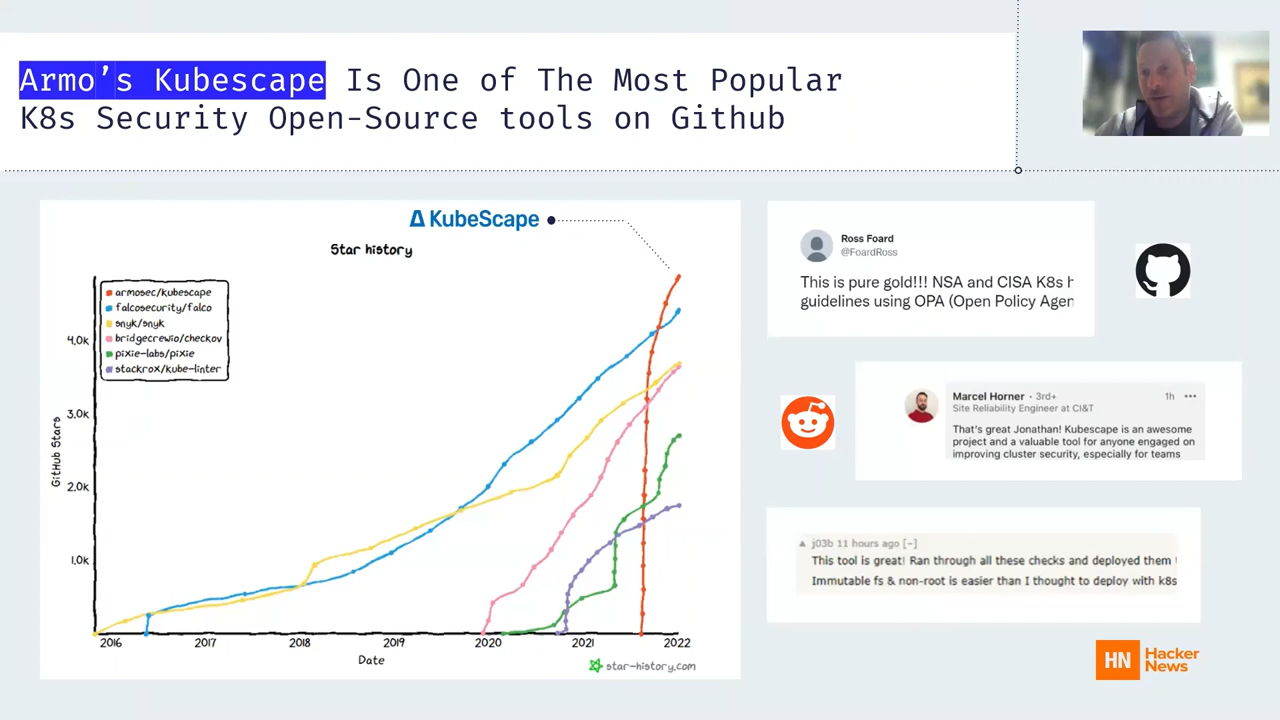 Armo's Kubescape Is One of The Most Popular
K8s Security Open-Source tools on Github
KubeScape
Star history
armosec/kubescape
falcosecurity/falco
snyk/snyk
bridgecrewio/checkov
pixie-labs/pixie
stackrox/kube-linter
GitHub Stars
4.0k
3.0k
2.0k
1.0k
2016
2017
2018
2019
2020
2021
2022
Date
star-history.com
Ross Foard
@FoardRoss
This is pure gold!!! NSA and CISA K8s h
guidelines using OPA (Open Policy Agen
Marcel Horner · 3rd+
1h ...
Site Reliability Engineer at CI&T
That's great Jonathan! Kubescape is an awesome
project and a valuable tool for anyone engaged on
improving cluster security, especially for teams
j03b 11 hours ago [–]
This tool is great! Ran through all these checks and deployed them
Immutable fs & non-root is easier than I thought to deploy with k8s
HN
Hacker
News